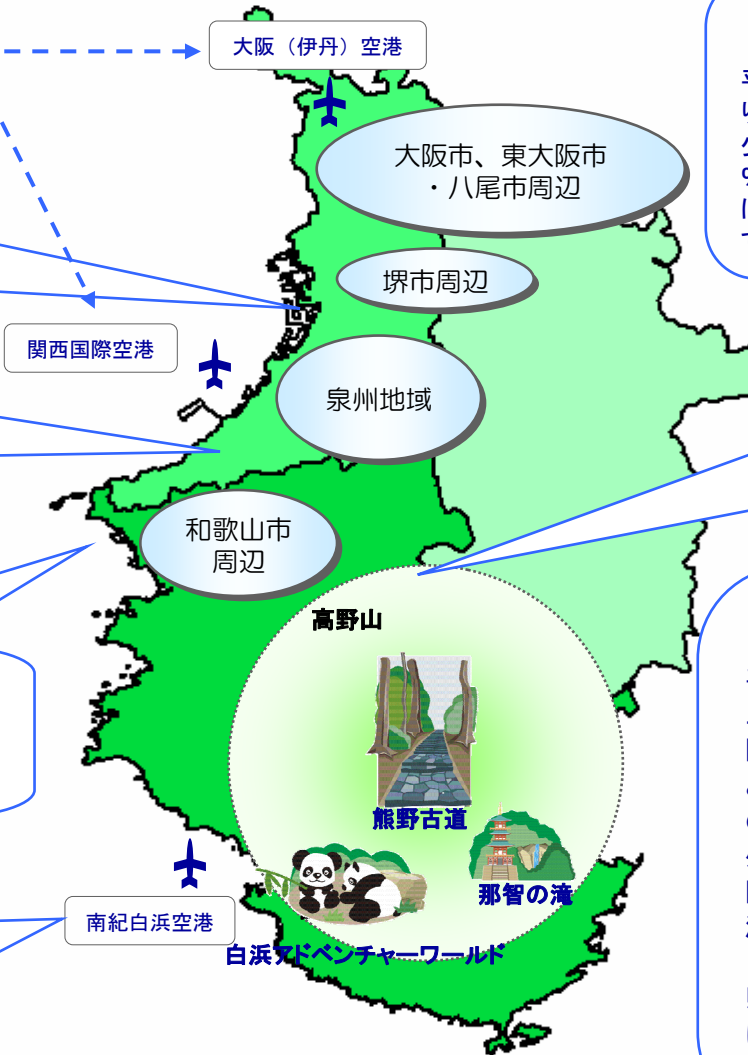 大阪（伊丹）空港
大阪市、東大阪市
・八尾市周辺
堺市周辺
関西国際空港
泉州地域
和歌山市
周辺
高野山
熊野古道
那智の滝
南紀白浜空港
白浜アドベンチャーワールド